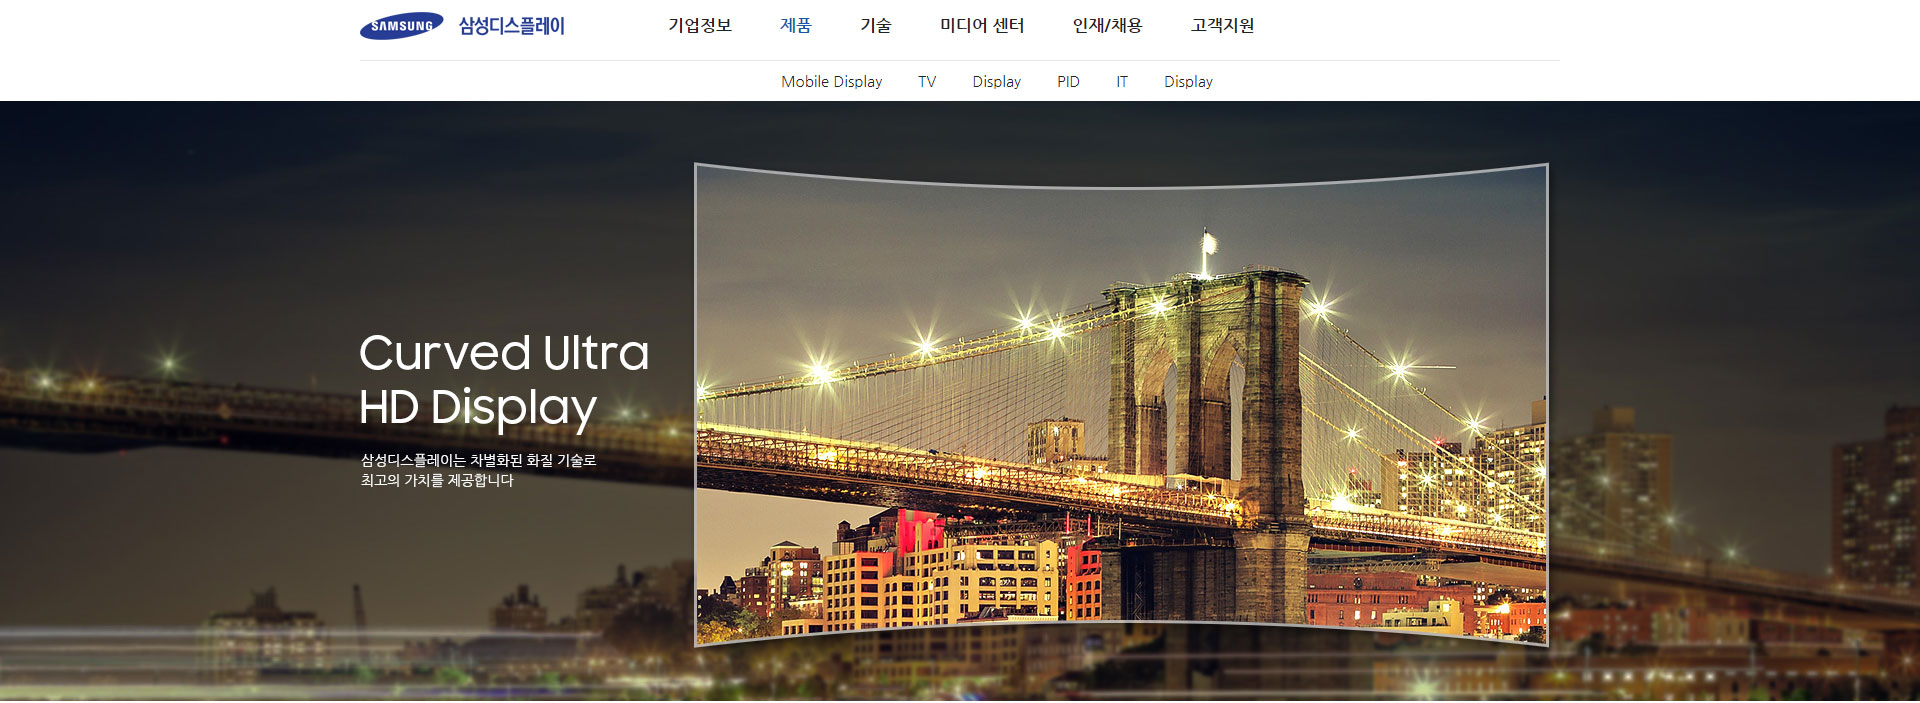 SAMSUNG 삼성디스플레이
기업정보 제품 기술 미디어 센터 인재/채용 고객지원
Mobile Display TV Display PID IT Display
Curved Ultra
HD Display
삼성디스플레이는 차별화된 화질 기술로
최고의 가치를 제공합니다